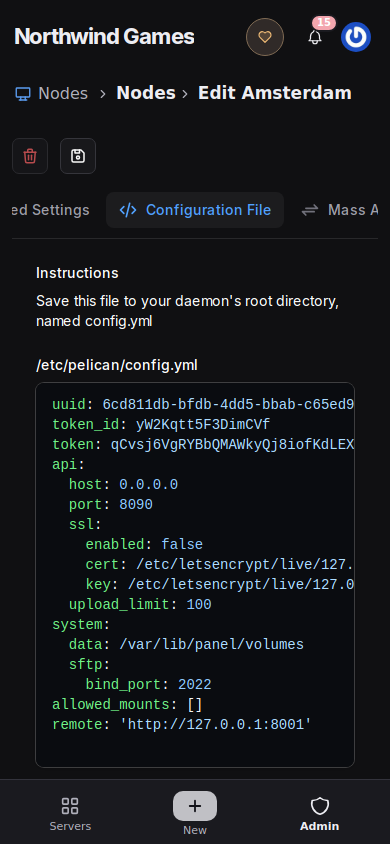 Northwind Games
15
Nodes > Nodes > Edit Amsterdam
ed Settings
Configuration File
Mass A
Instructions
Save this file to your daemon's root directory,
named config.yml
/etc/pelican/config.yml
uuid: 6cd811db-bfdb-4dd5-bbab-c65ed9
token_id: yW2Kqtt5F3DimCVf
token: qCvsj6VgRYBbQMAWkyQj8iofKdLEX
api:
  host: 0.0.0.0
  port: 8090
  ssl:
    enabled: false
    cert: /etc/letsencrypt/live/127.
    key: /etc/letsencrypt/live/127.0
  upload_limit: 100
system:
  data: /var/lib/panel/volumes
  sftp:
    bind_port: 2022
allowed_mounts: []
remote: 'http://127.0.0.1:8001'
Servers
New
Admin